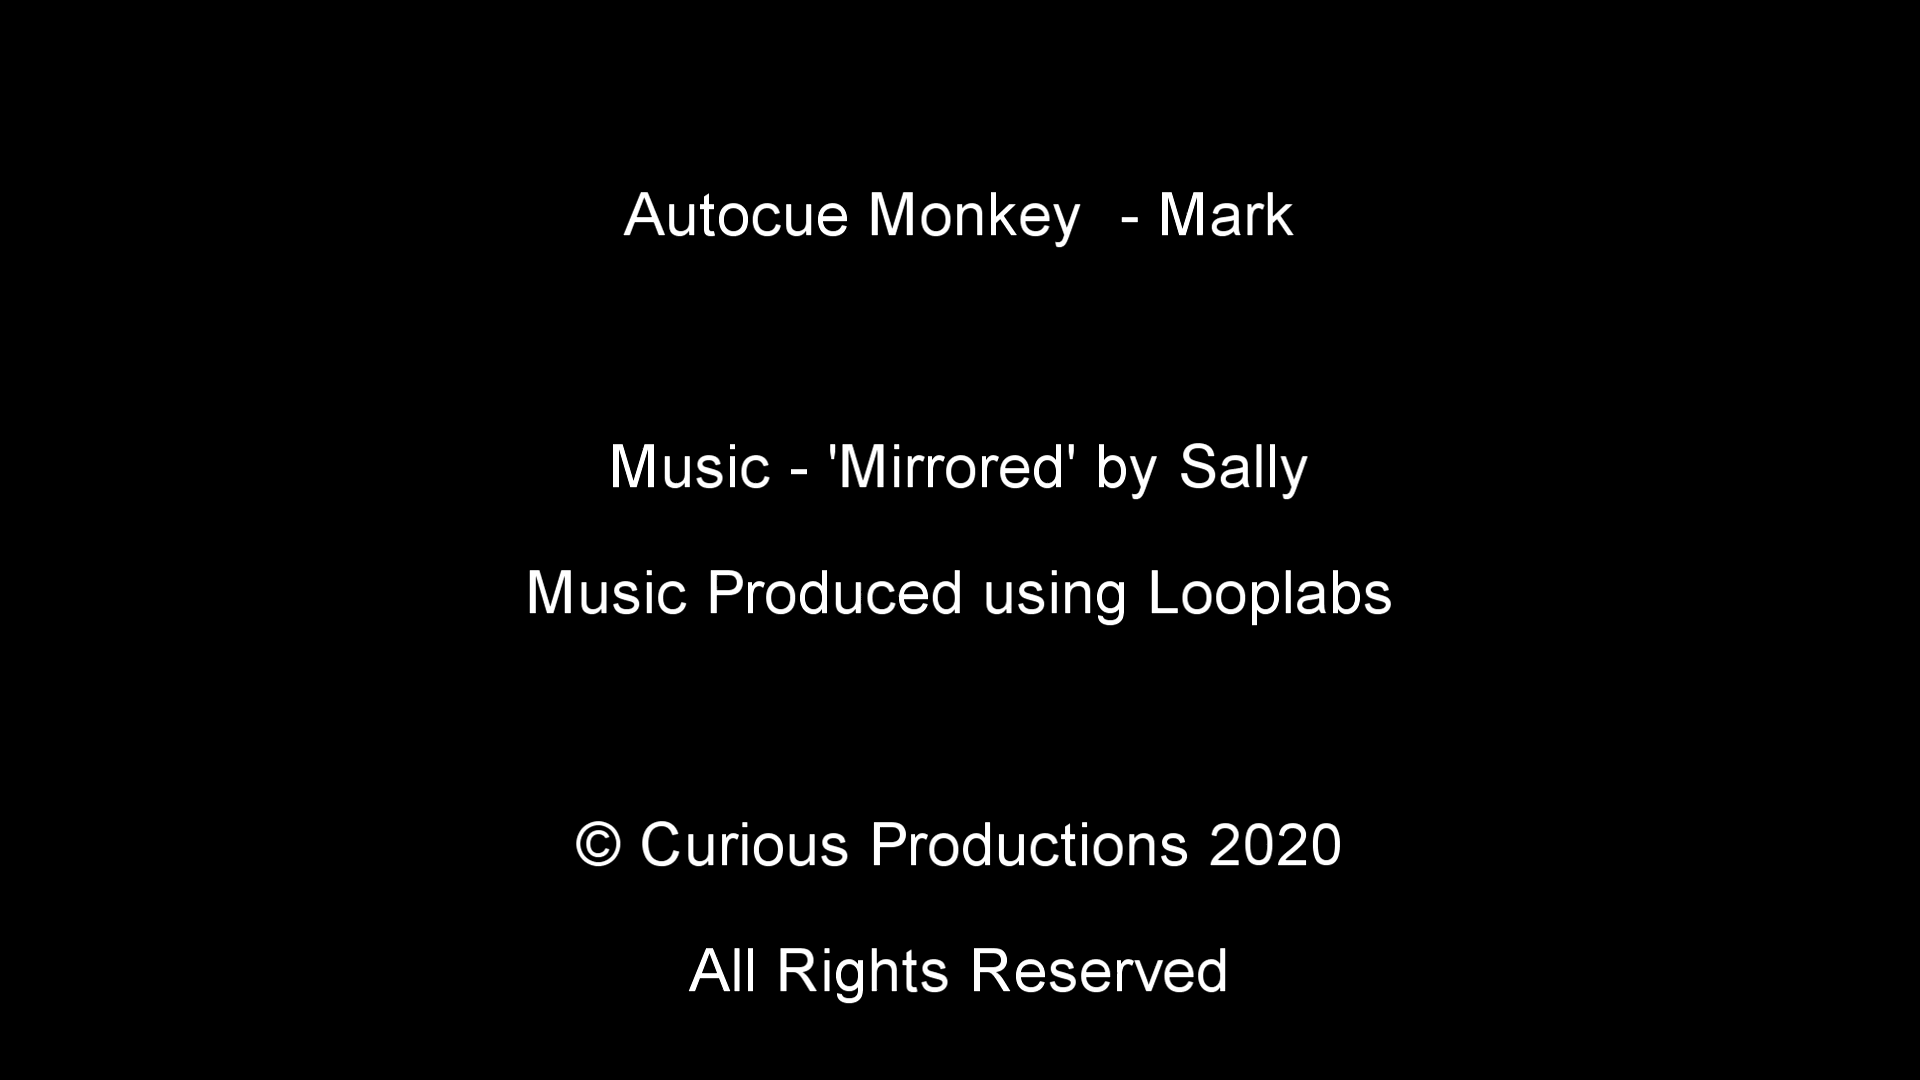 Autocue Monkey  - Mark
Music - 'Mirrored' by Sally
Music Produced using Looplabs
© Curious Productions 2020
All Rights Reserved